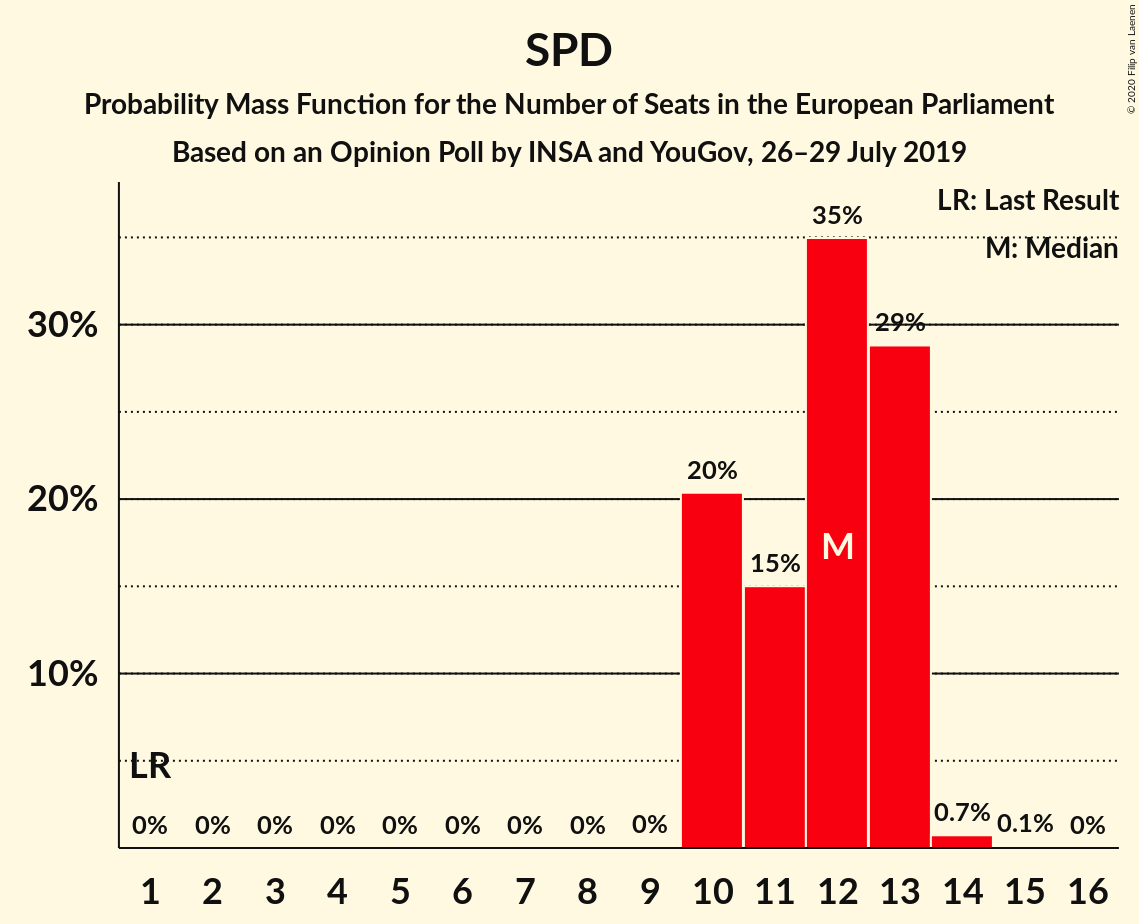 SPD
Probability Mass Function for the Number of Seats in the European Parliament
Based on an Opinion Poll by INSA and YouGov, 26–29 July 2019
© 2020 Filip van Laenen
LR: Last Result
M: Median
35%
30%
29%
20%
20%
15%
M
10%
LR
0% 0% 0% 0% 0% 0% 0% 0% 0% 0.7% 0.1% 0%
1 2 3 4 5 6 7 8 9 10 11 12 13 14 15 16